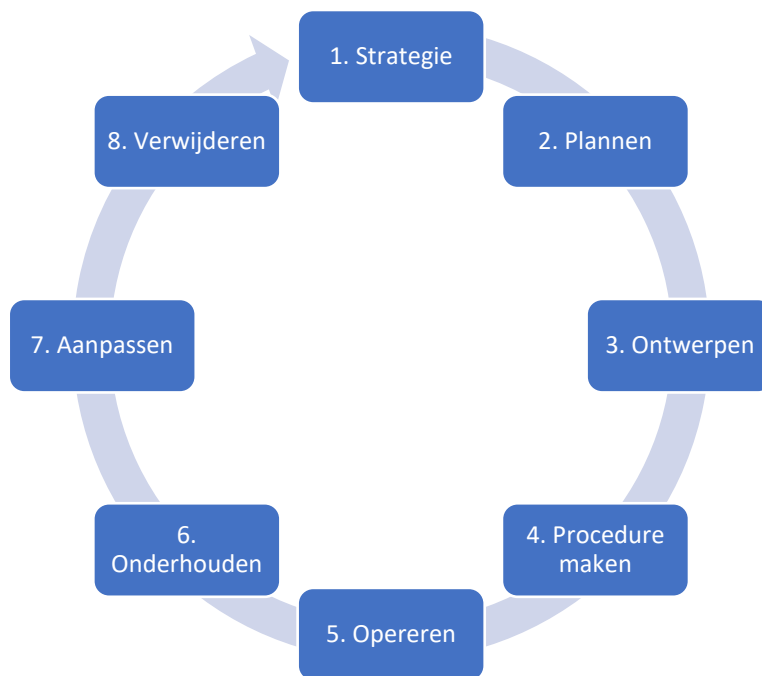 1. Strategie
2. Plannen
3. Ontwerpen
4. Procedure
maken
5. Opereren
6.
Onderhouden
7. Aanpassen
8. Verwijderen